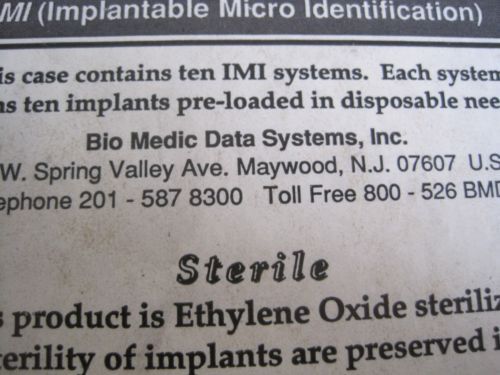 MI (Implantable Micro Identification)
is case contains ten IMI systems. Each system
ns ten implants pre-loaded in disposable nee
Bio Medic Data Systems, Inc.
W. Spring Valley Ave. Maywood, N.J. 07607 U.S
ephone 201 - 587 8300 Toll Free 800 - 526 BMD
Sterile
s product is Ethylene Oxide steriliz
terility of implants are preserved i